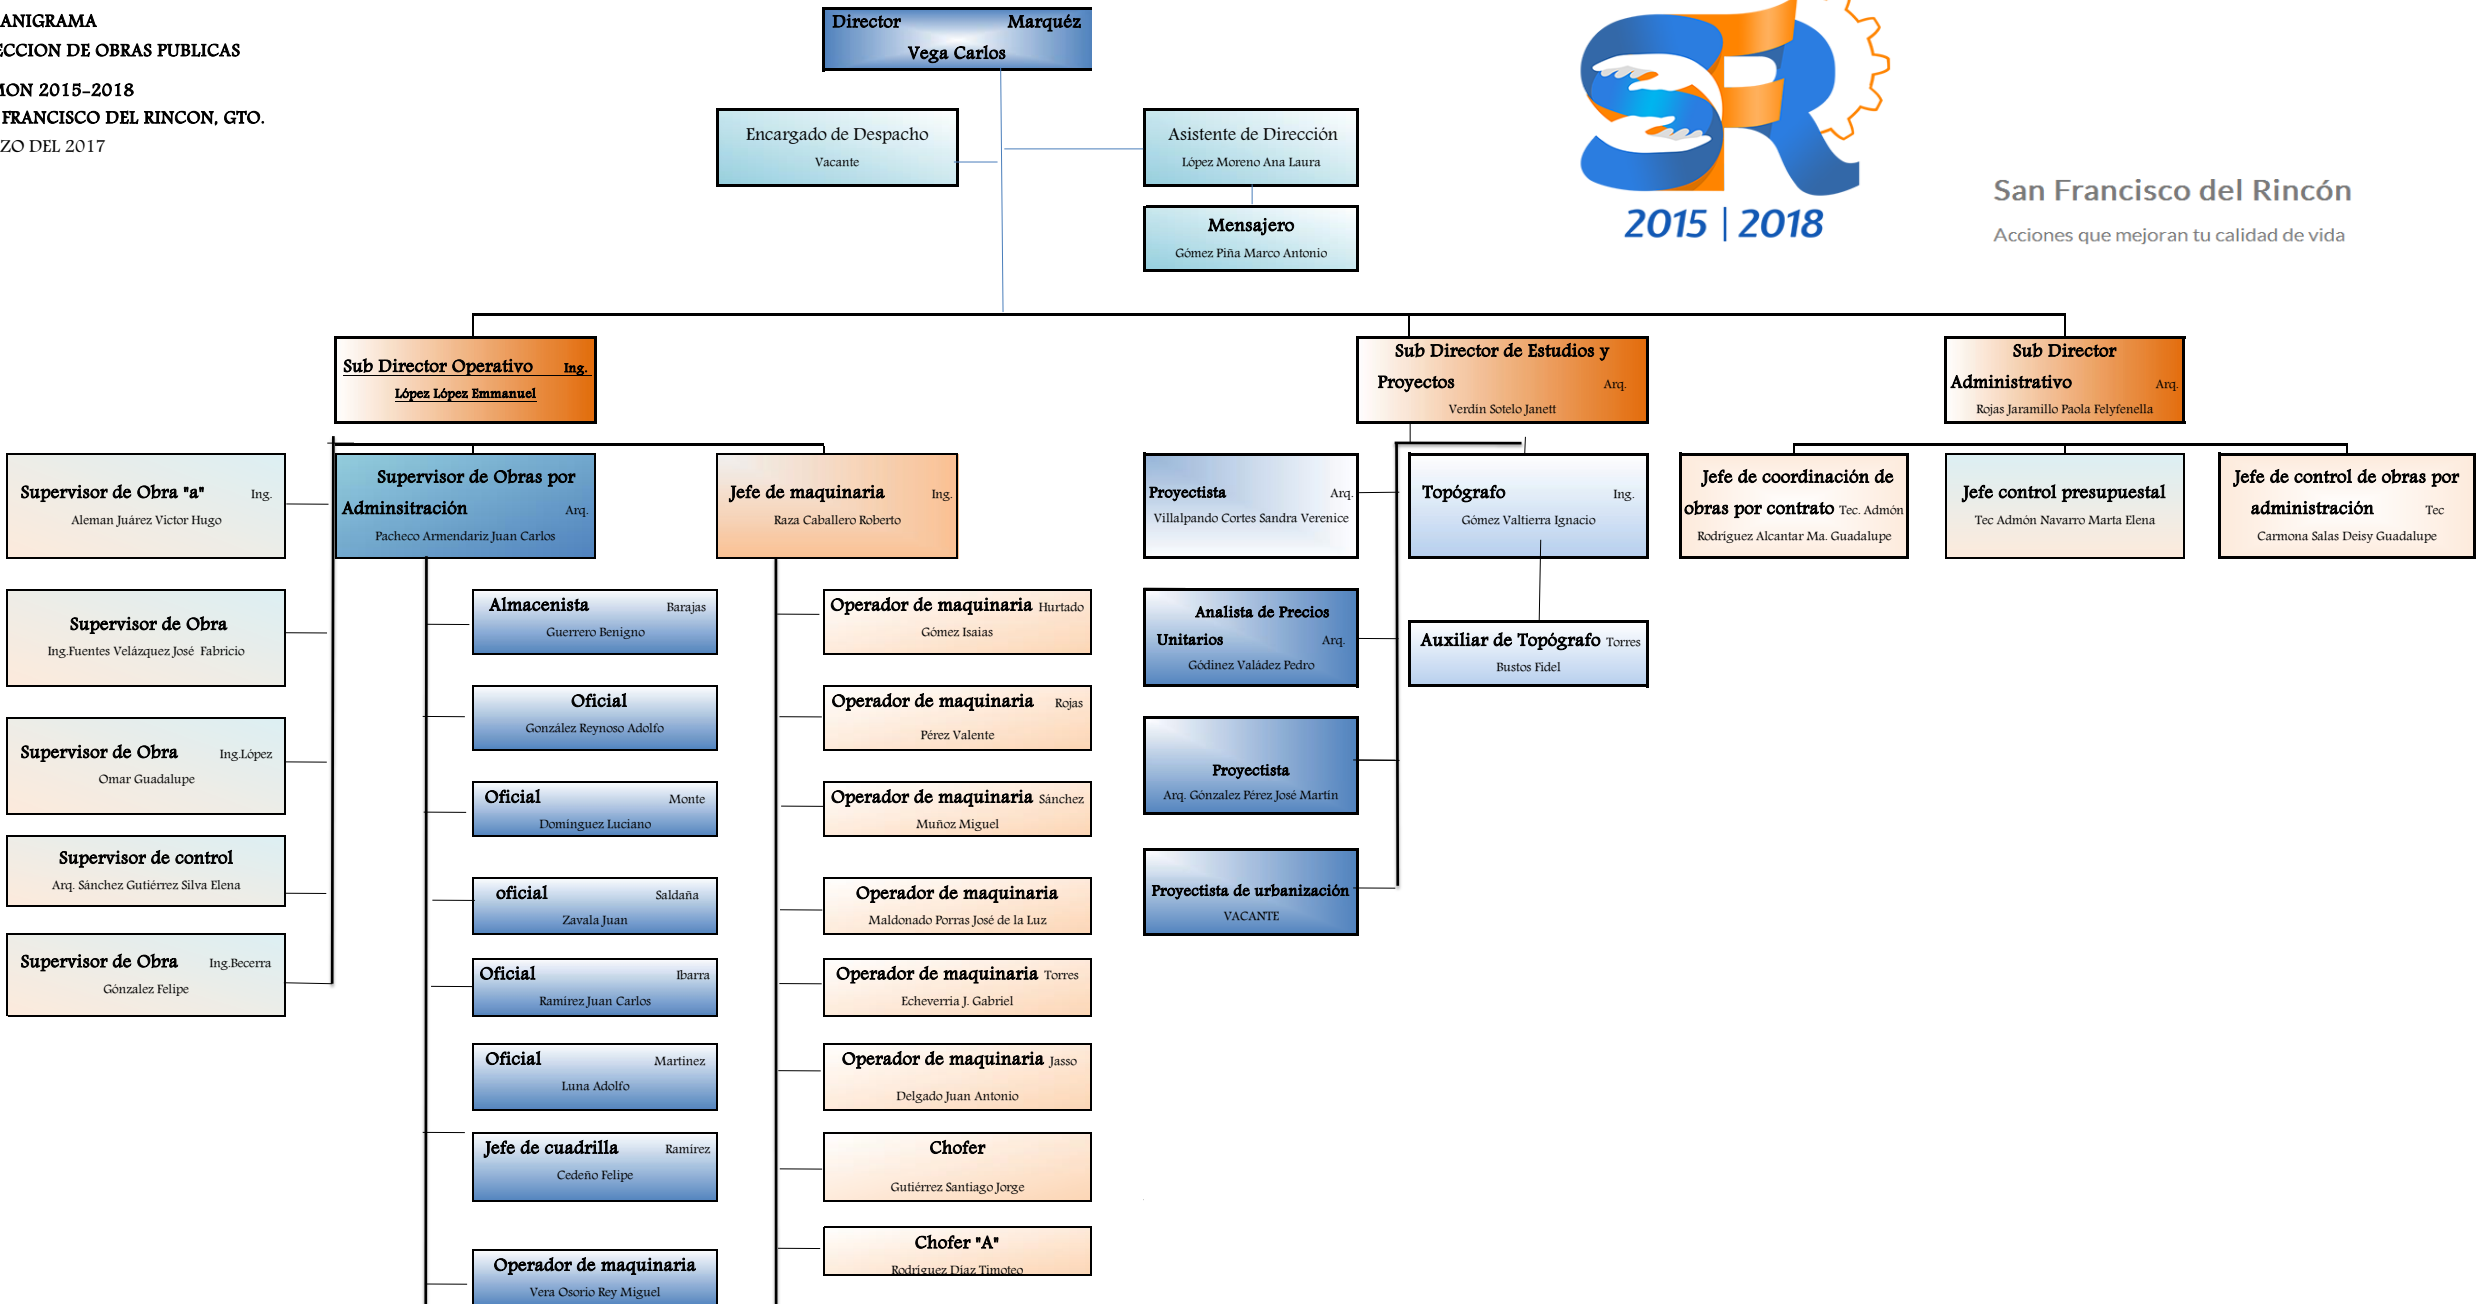 ANIGRAMA
ECCION DE OBRAS PUBLICAS
MON 2015-2018
FRANCISCO DEL RINCON, GTO.
ZO DEL 2017
Director Marquéz
Vega Carlos
Encargado de Despacho
Vacante
Asistente de Dirección
López Moreno Ana Laura
Mensajero
Gómez Piña Marco Antonio
SR
2015 | 2018
San Francisco del Rincón
Acciones que mejoran tu calidad de vida
Sub Director Operativo Ing.
López López Emmanuel
Sub Director de Estudios y
Proyectos Arq.
Verdín Sotelo Janett
Sub Director
Administrativo Arq.
Rojas Jaramillo Paola Felyfenella
Supervisor de Obra "a" Ing.
Aleman Juárez Victor Hugo
Supervisor de Obra
Ing.Fuentes Velázquez José Fabricio
Supervisor de Obra Ing.López
Omar Guadalupe
Supervisor de control
Arq. Sánchez Gutiérrez Silva Elena
Supervisor de Obra Ing.Becerra
Gónzalez Felipe
Supervisor de Obras por
Adminsitración Arq.
Pacheco Armendariz Juan Carlos
Almacenista Barajas
Guerrero Benigno
Oficial
González Reynoso Adolfo
Oficial Monte
Domínguez Luciano
oficial Saldaña
Zavala Juan
Oficial Ibarra
Ramírez Juan Carlos
Oficial Martinez
Luna Adolfo
Jefe de cuadrilla Ramírez
Cedeño Felipe
Operador de maquinaria
Vera Osorio Rey Miguel
Jefe de maquinaria Ing.
Raza Caballero Roberto
Operador de maquinaria Hurtado
Gómez Isaías
Operador de maquinaria Rojas
Pérez Valente
Operador de maquinaria Sánchez
Muñoz Miguel
Operador de maquinaria
Maldonado Porras José de la Luz
Operador de maquinaria Torres
Echeverria J. Gabriel
Operador de maquinaria Jasso
Delgado Juan Antonio
Chofer
Gutiérrez Santiago Jorge
Chofer "A"
Rodríguez Díaz Timoteo
Proyectista Arq.
Villalpando Cortes Sandra Verenice
Analista de Precios
Unitarios Arq.
Gódinez Valádez Pedro
Proyectista
Arq. Gónzalez Pérez José Martín
Proyectista de urbanización
VACANTE
Topógrafo Ing.
Gómez Valtierra Ignacio
Auxiliar de Topógrafo Torres
Bustos Fidel
Jefe de coordinación de
obras por contrato Tec. Admón
Rodríguez Alcantar Ma. Guadalupe
Jefe control presupuestal
Tec Admón Navarro Marta Elena
Jefe de control de obras por
administración Tec
Carmona Salas Deisy Guadalupe